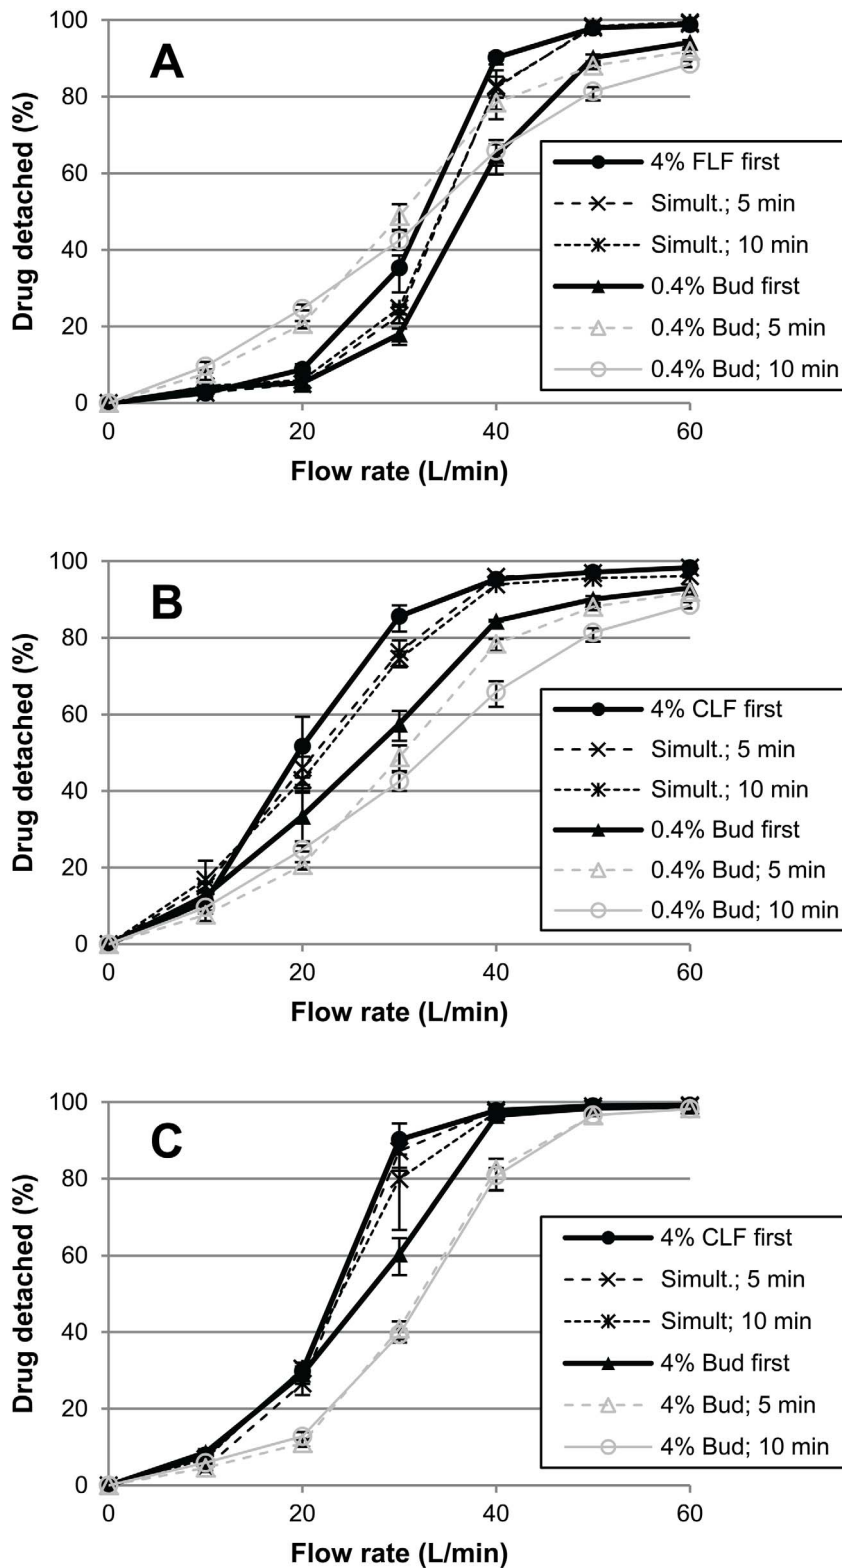 100
80
60
40
20
0
Drug detached (%)
A
4% FLF first
Simult.; 5 min
Simult.; 10 min
0.4% Bud first
0.4% Bud; 5 min
0.4% Bud; 10 min
0 20 40 60
Flow rate (L/min)
100
80
60
40
20
0
Drug detached (%)
B
4% CLF first
Simult.; 5 min
Simult.; 10 min
0.4% Bud first
0.4% Bud; 5 min
0.4% Bud; 10 min
0 20 40 60
Flow rate (L/min)
100
80
60
40
20
0
Drug detached (%)
C
4% CLF first
Simult.; 5 min
Simult; 10 min
4% Bud first
4% Bud; 5 min
4% Bud; 10 min
0 20 40 60
Flow rate (L/min)